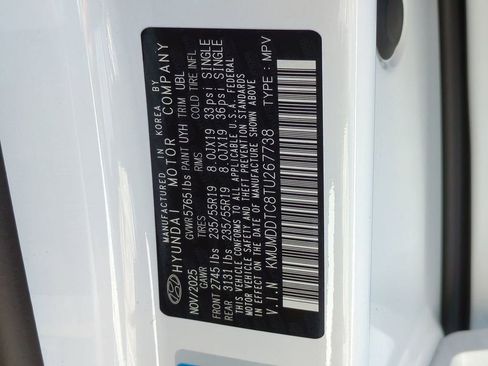 MANUFACTURED IN KOREA BY
HYUNDAI MOTOR COMPANY
NOV/2025 GVWR 5765lbs PAINT UYH TRIM UBL
GAWR TIRES RIMS COLD TIRE INFL
FRONT 2745lbs 235/55R19 8.0JX19 33psi SINGLE
REAR 3131lbs 235/55R19 8.0JX19 36psi SINGLE
THIS VEHICLE CONFORMS TO ALL APPLICABLE U.S.A. FEDERAL
MOTOR VEHICLE SAFETY AND THEFT PREVENTION STANDARDS
IN EFFECT ON THE DATE OF MANUFACTURE SHOWN ABOVE
V.I.N KMUMDDTC8TU267738 TYPE : MPV